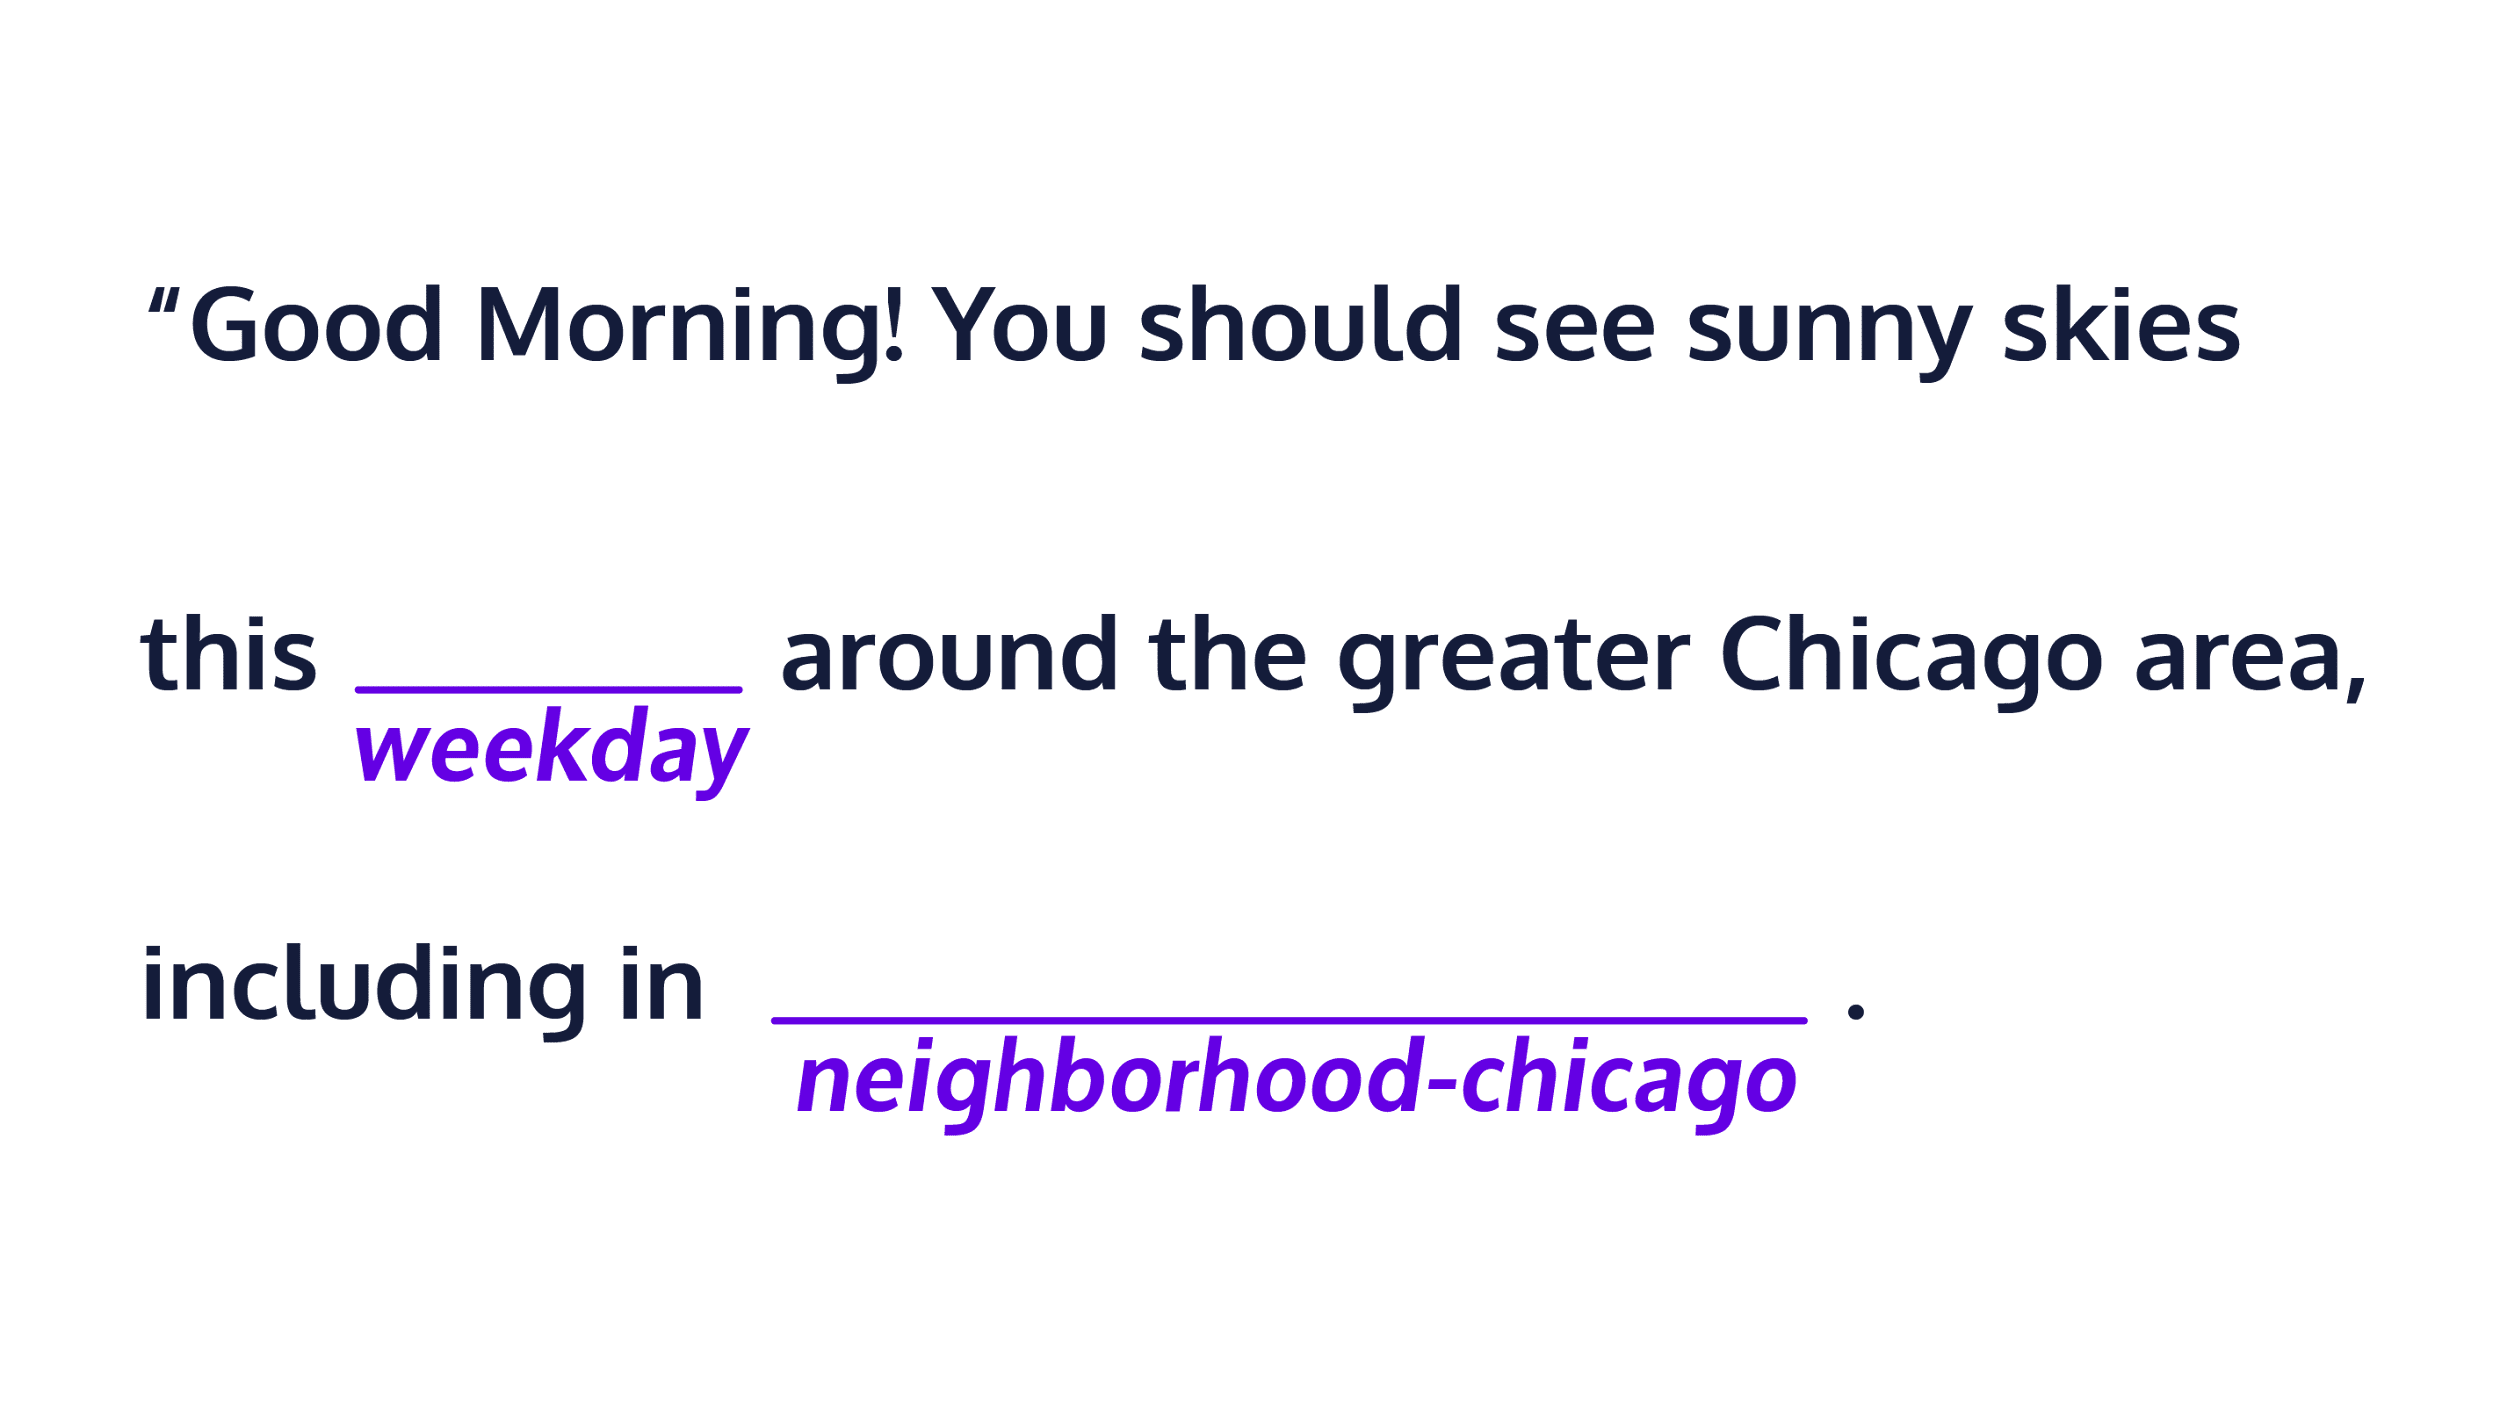 “Good Morning! You should see sunny skies
this ________ around the greater Chicago area,
weekday
including in ________ .
neighborhood-chicago